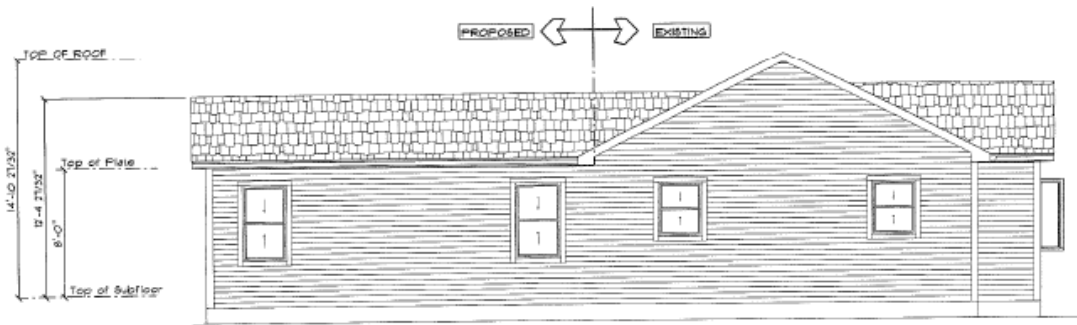 PROPOSED
EXISTING
TOP OF ROOF
Top of Plate
14'-10 27/32"
12'-4 27/32"
8'-0"
Top of Subfloor